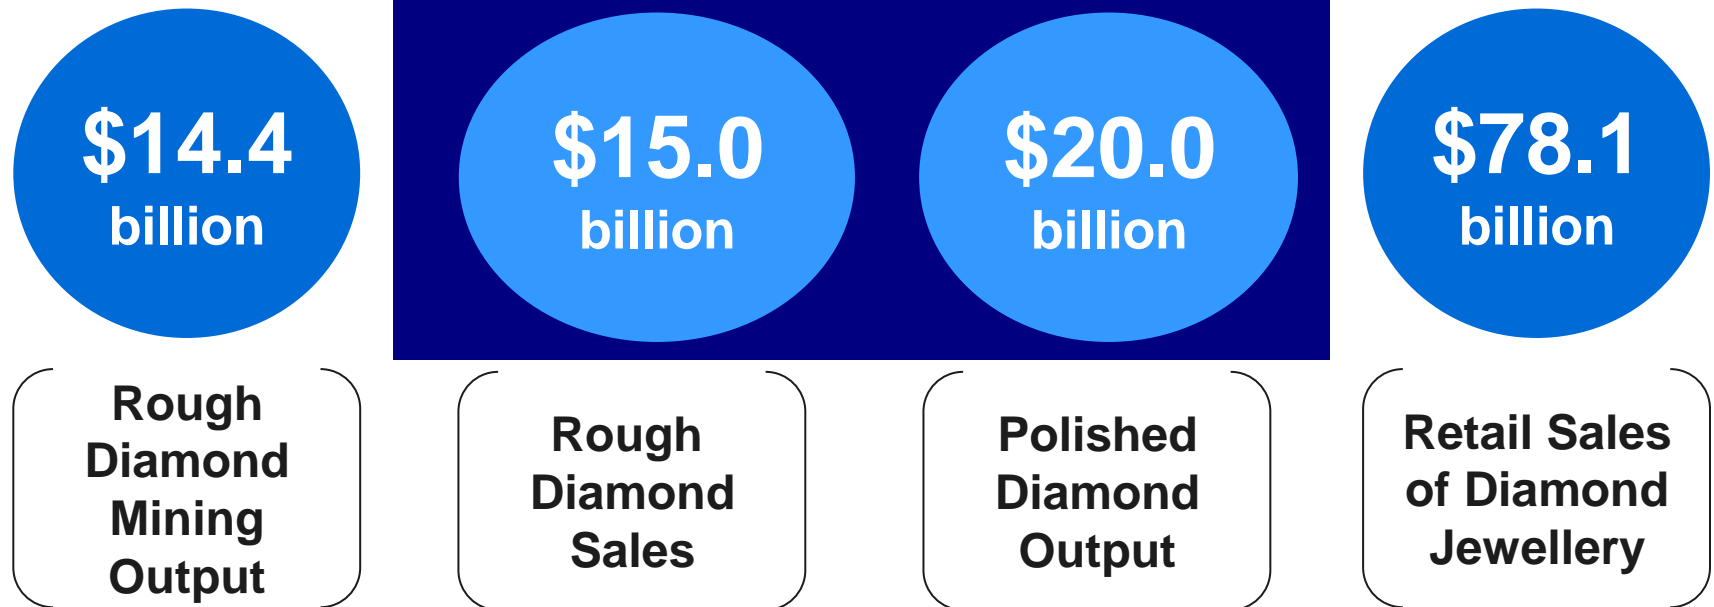 $14.4
billion
$15.0
billion
$20.0
billion
$78.1
billion
Rough
Diamond
Mining
Output
Rough
Diamond
Sales
Polished
Diamond
Output
Retail Sales
of Diamond
Jewellery